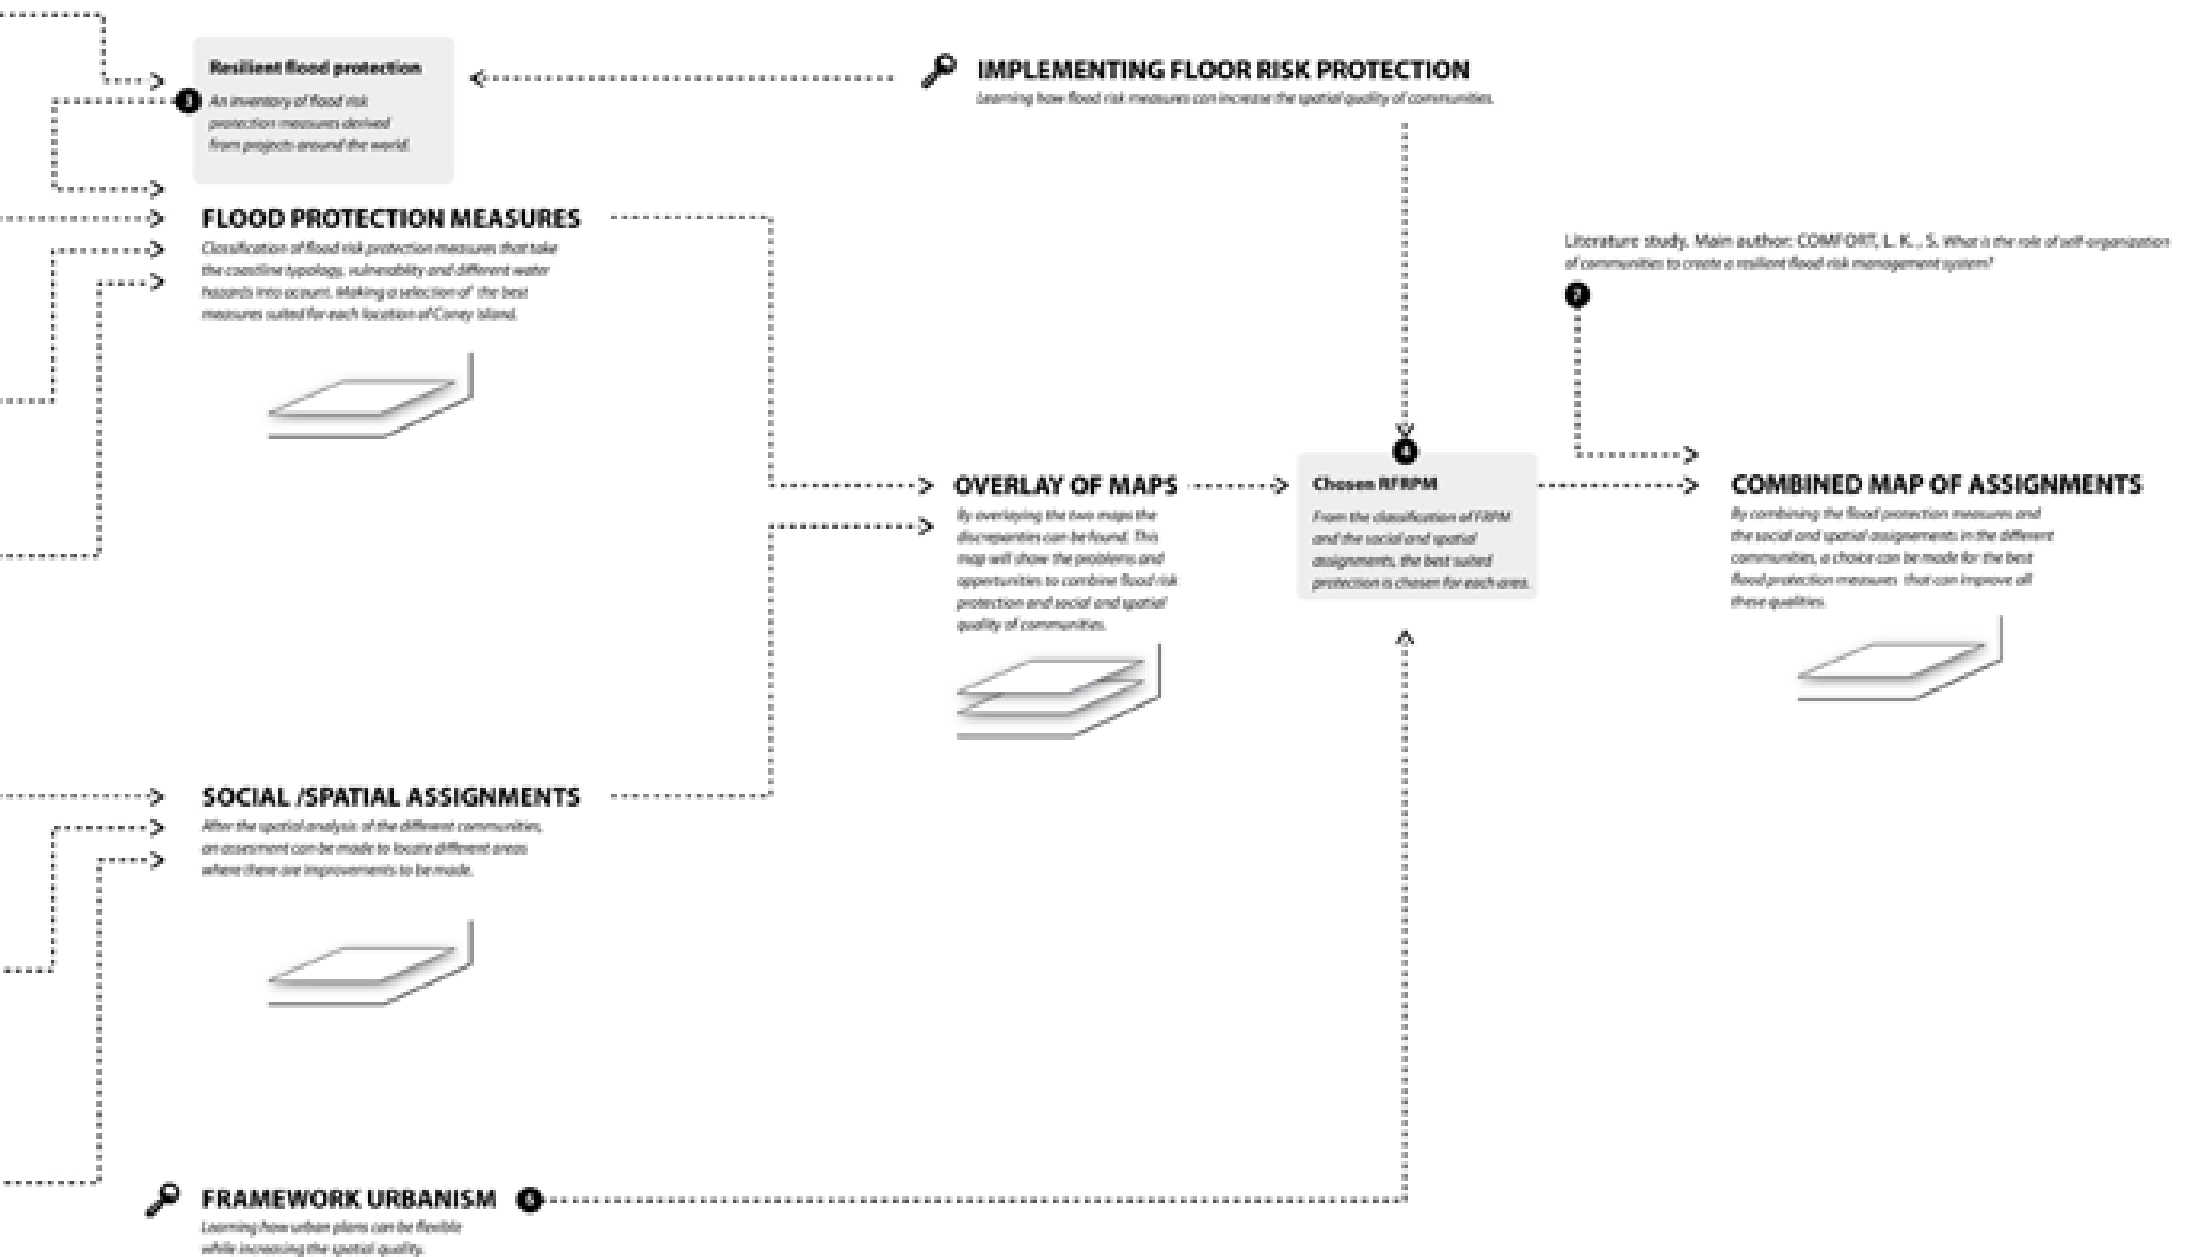 Resilient flood protection
3
An inventory of flood risk
protection measures derived
from projects around the world.
IMPLEMENTING FLOOR RISK PROTECTION
Learning how flood risk measures can increase the spatial quality of communities.
FLOOD PROTECTION MEASURES
Classification of flood risk protection measures that take
the coastline typology, vulnerability and different water
hazards into acount. Making a selection of the best
measures suited for each location of Coney Island.
Literature study. Main author: COMFORT, L. K. , S. What is the role of self-organization
of communities to create a resilient flood risk management system?
OVERLAY OF MAPS
By overlaying the two maps the
discrepanties can be found. This
map will show the problems and
oppertunities to combine flood risk
protection and social and spatial
quality of communities.
4
Chosen RFRPM
From the classification of FRPM
and the social and spatial
assignments, the best suited
protection is chosen for each area.
COMBINED MAP OF ASSIGNMENTS
By combining the flood protection measures and
the social and spatial assignements in the different
communities, a choice can be made for the best
flood protection measures that can improve all
these qualities.
SOCIAL /SPATIAL ASSIGNMENTS
After the spatial analysis of the different communities,
an assesment can be made to locate different areas
where there are improvements to be made.
FRAMEWORK URBANISM
Learning how urban plans can be flexible
while increasing the spatial quality.